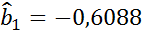 b̂₁ = −0,6088